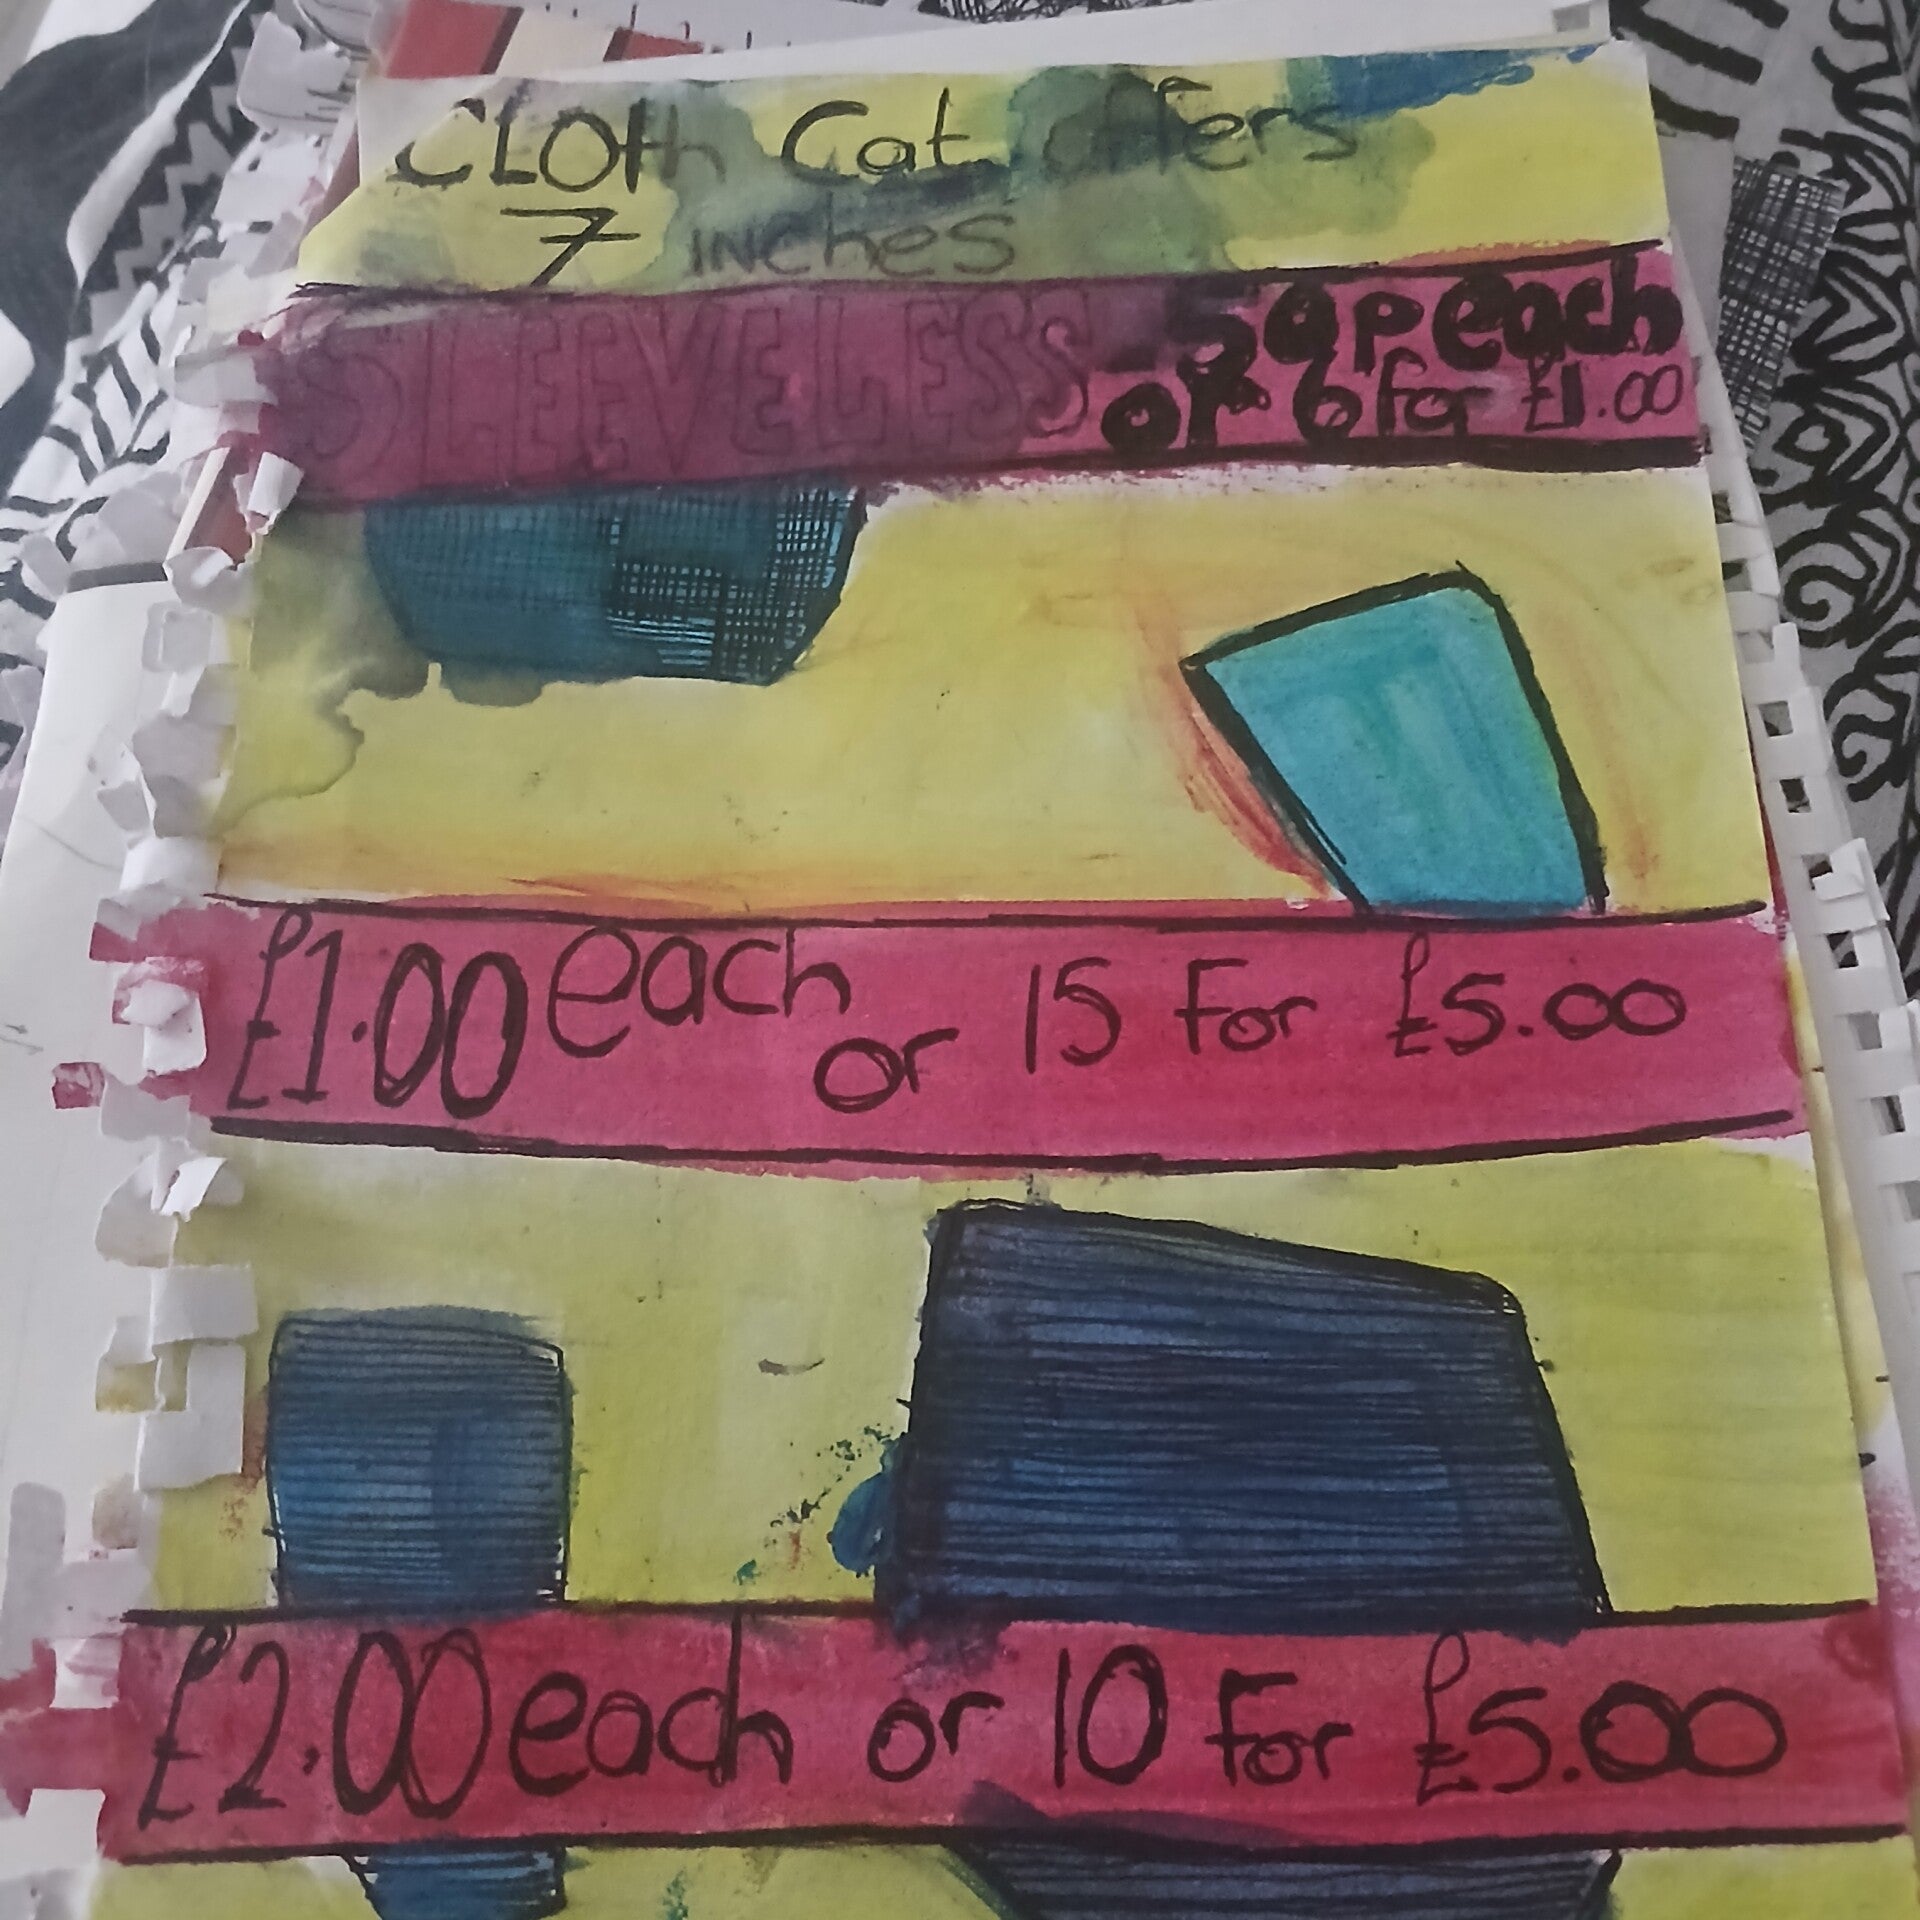 CLOTH Cat offers
7 inches
SLEEVELESS 50p each
or 6 for £1.00
£1.00 each or 15 For £5.00
£2.00 each or 10 For £5.00